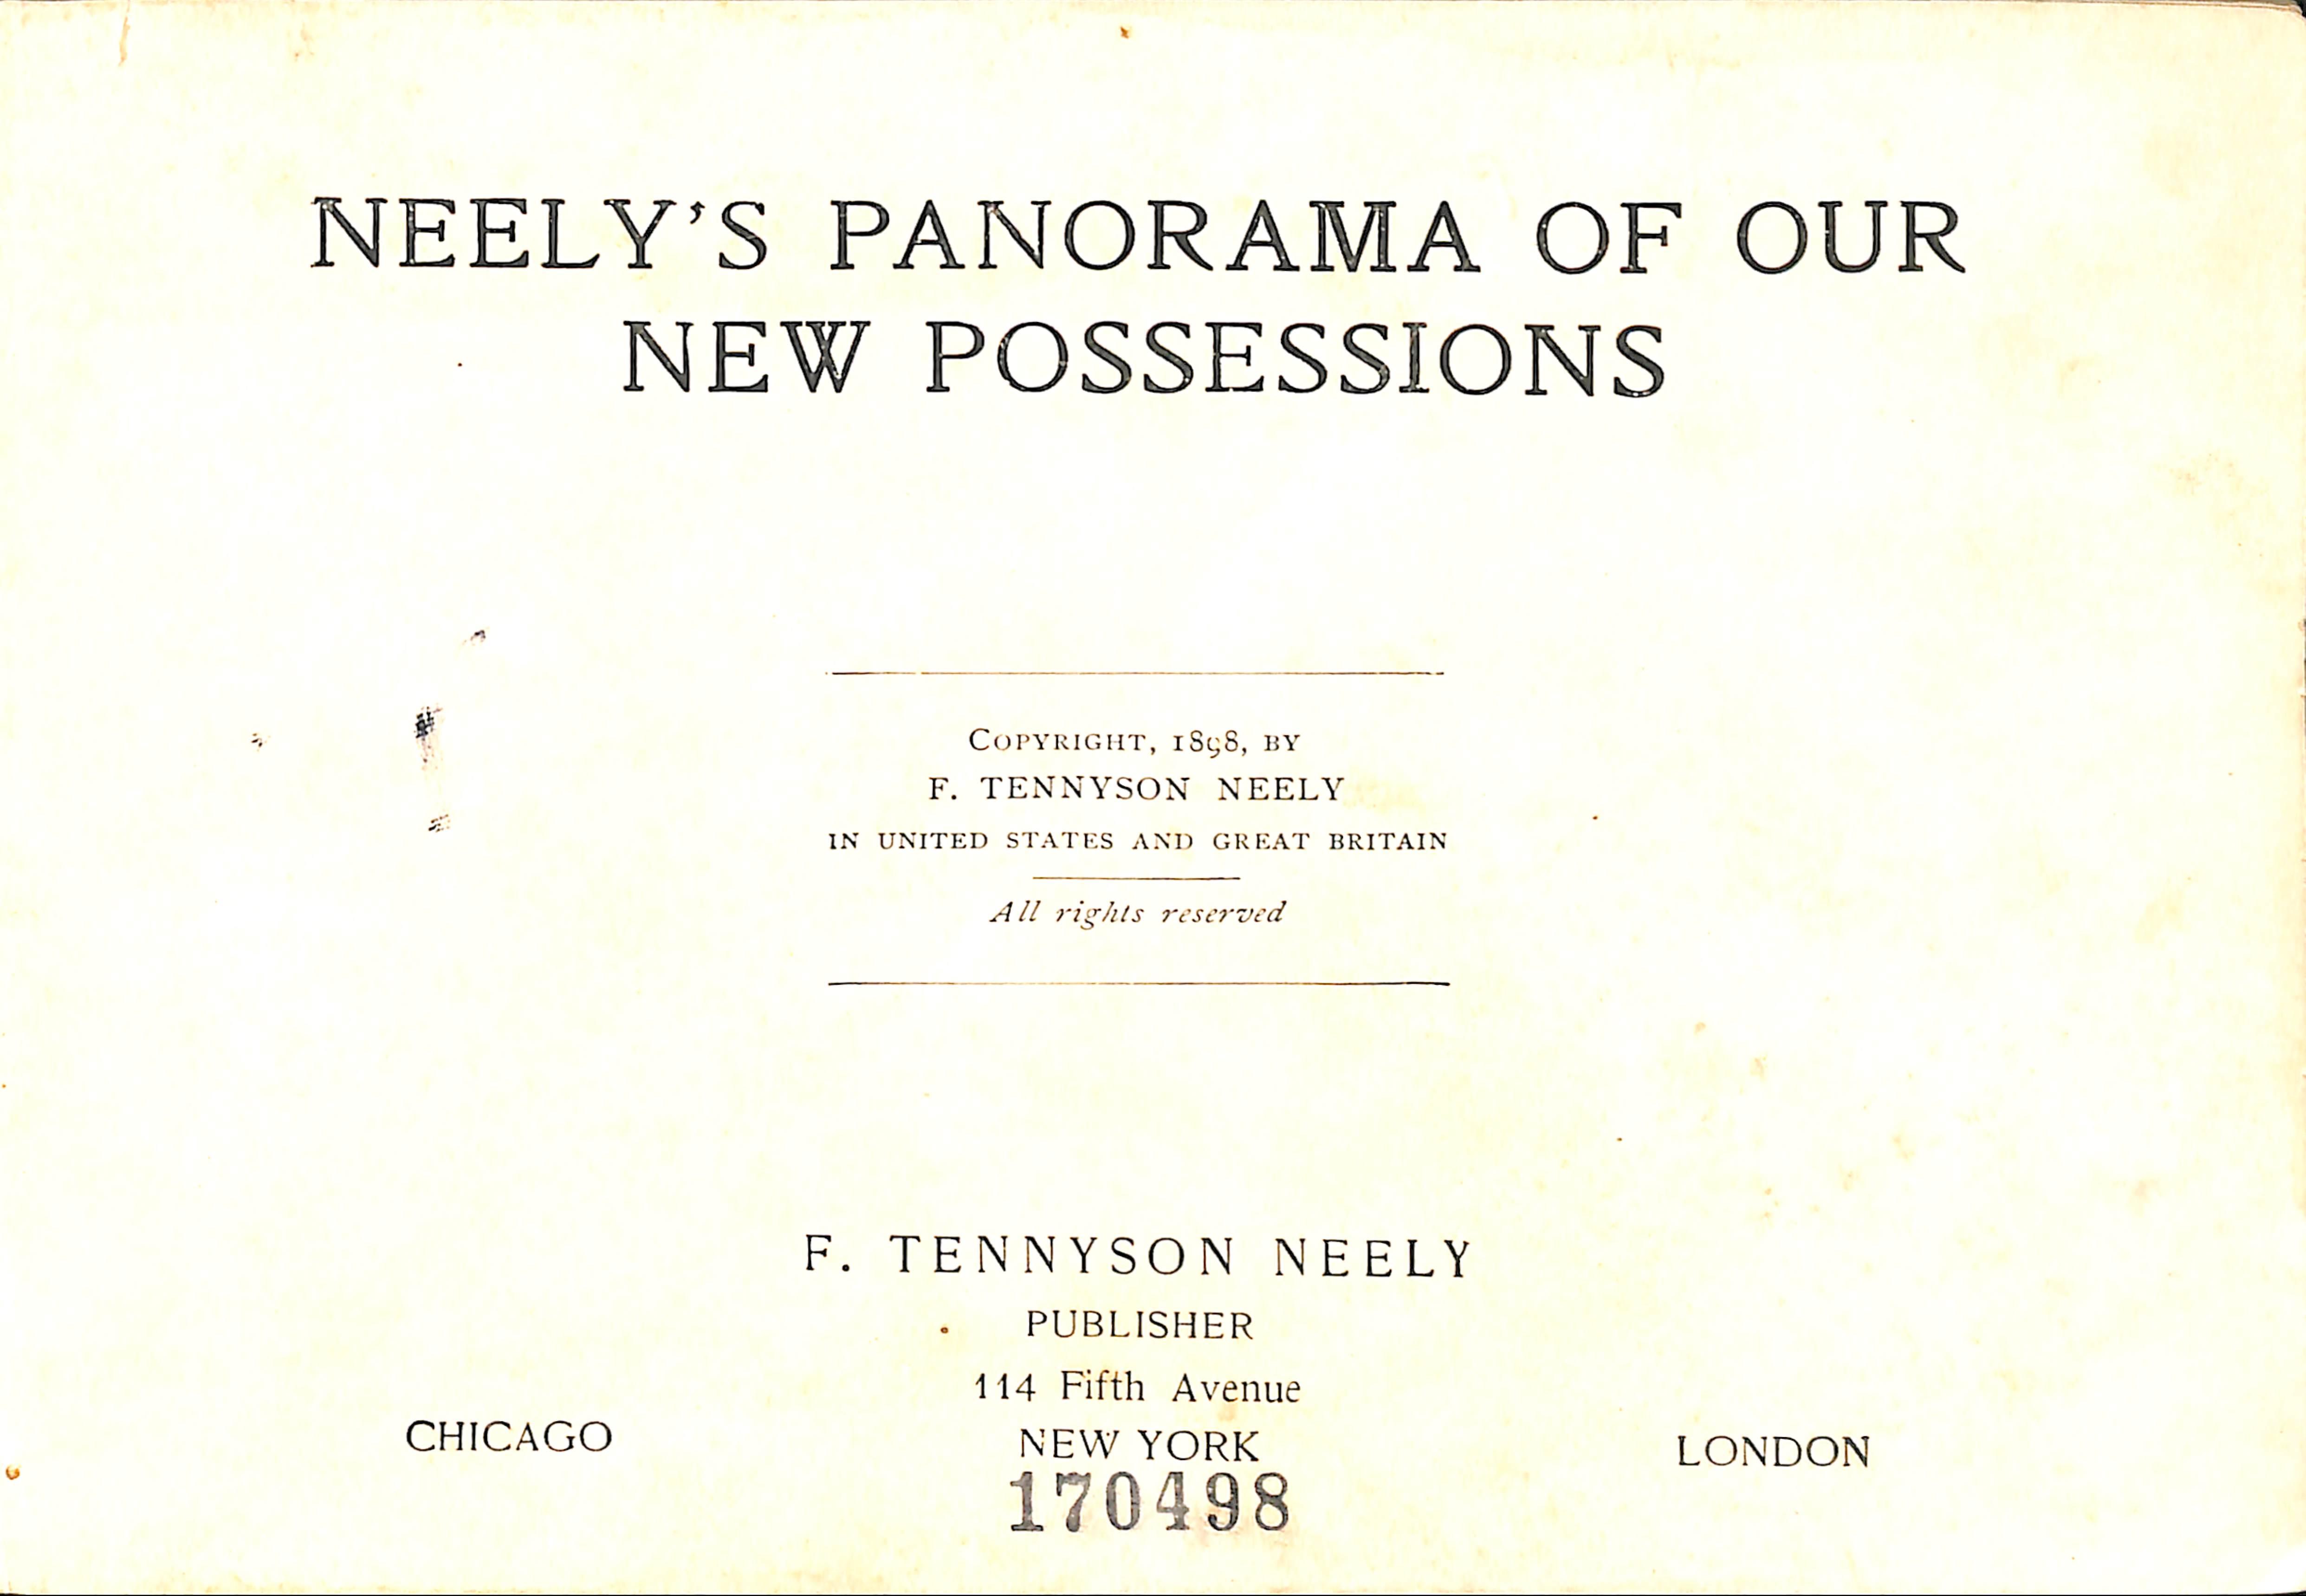 NEELY'S PANORAMA OF OUR
NEW POSSESSIONS
COPYRIGHT, 1898, BY
F. TENNYSON NEELY
IN UNITED STATES AND GREAT BRITAIN
All rights reserved
F. TENNYSON NEELY
PUBLISHER
114 Fifth Avenue
CHICAGO NEW YORK LONDON
170498